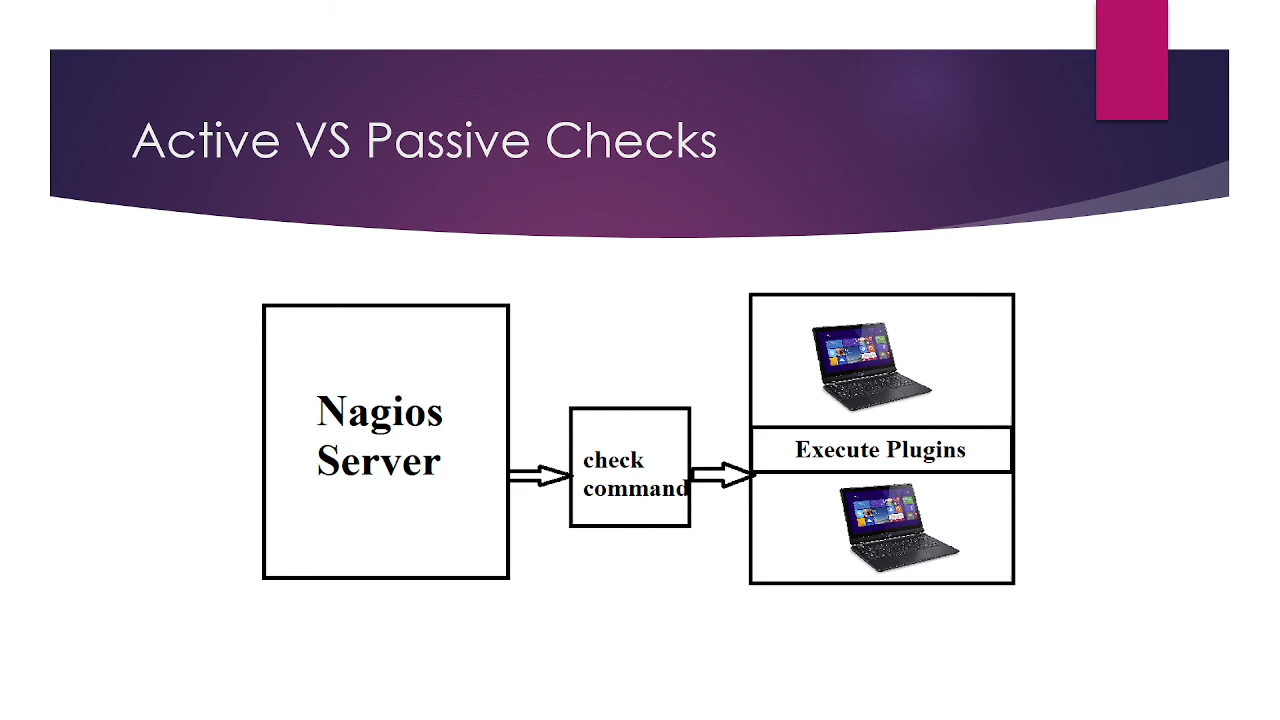 Active VS Passive Checks
Nagios
Server
check
command
Execute Plugins